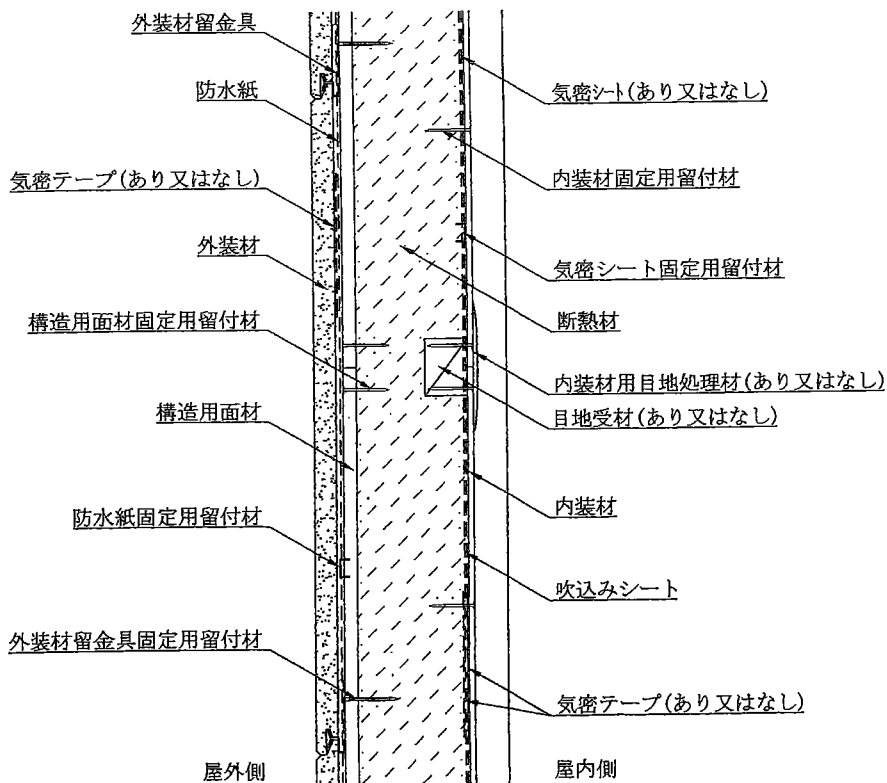 外装材留金具
防水紙
気密テープ(あり又はなし)
外装材
構造用面材固定用留付材
構造用面材
防水紙固定用留付材
外装材留金具固定用留付材
屋外側
気密シート(あり又はなし)
内装材固定用留付材
気密シート固定用留付材
断熱材
内装材用目地処理材(あり又はなし)
目地受材(あり又はなし)
内装材
吹込みシート
気密テープ(あり又はなし)
屋内側